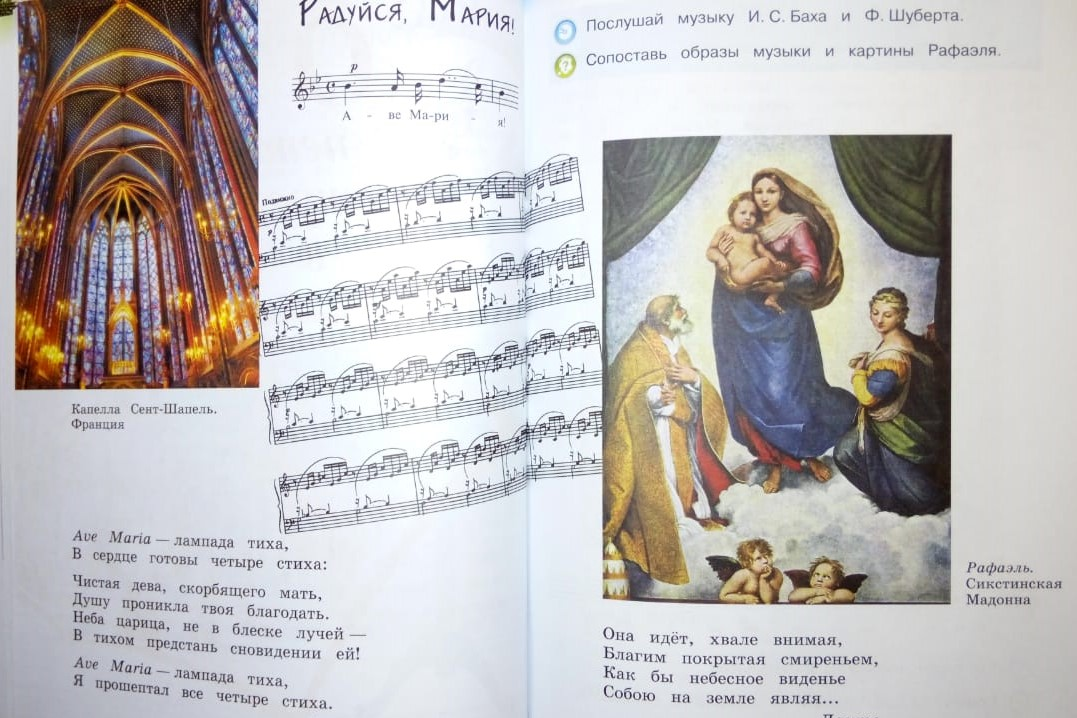 Радуйся, Мария!
p
А - ве Ма-ри - я!
Подвижно
p
Капелла Сент-Шапель.
Франция
Ave Maria — лампада тиха,
В сердце готовы четыре стиха:
Чистая дева, скорбящего мать,
Душу проникла твоя благодать.
Неба царица, не в блеске лучей —
В тихом предстань сновидении ей!
Ave Maria — лампада тиха,
Я прошептал все четыре стиха.
Послушай музыку И. С. Баха и Ф. Шуберта.
?
Сопоставь образы музыки и картины Рафаэля.
Рафаэль.
Сикстинская
Мадонна
Она идёт, хвале внимая,
Благим покрытая смиреньем,
Как бы небесное виденье
Собою на земле являя...